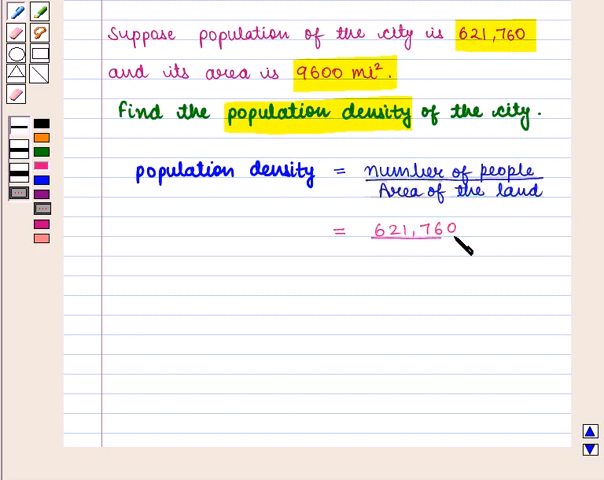 Suppose population of the city is 621,760
and its area is 9600 mi².
Find the population density of the city.
population density = number of people
Area of the land
= 621,760